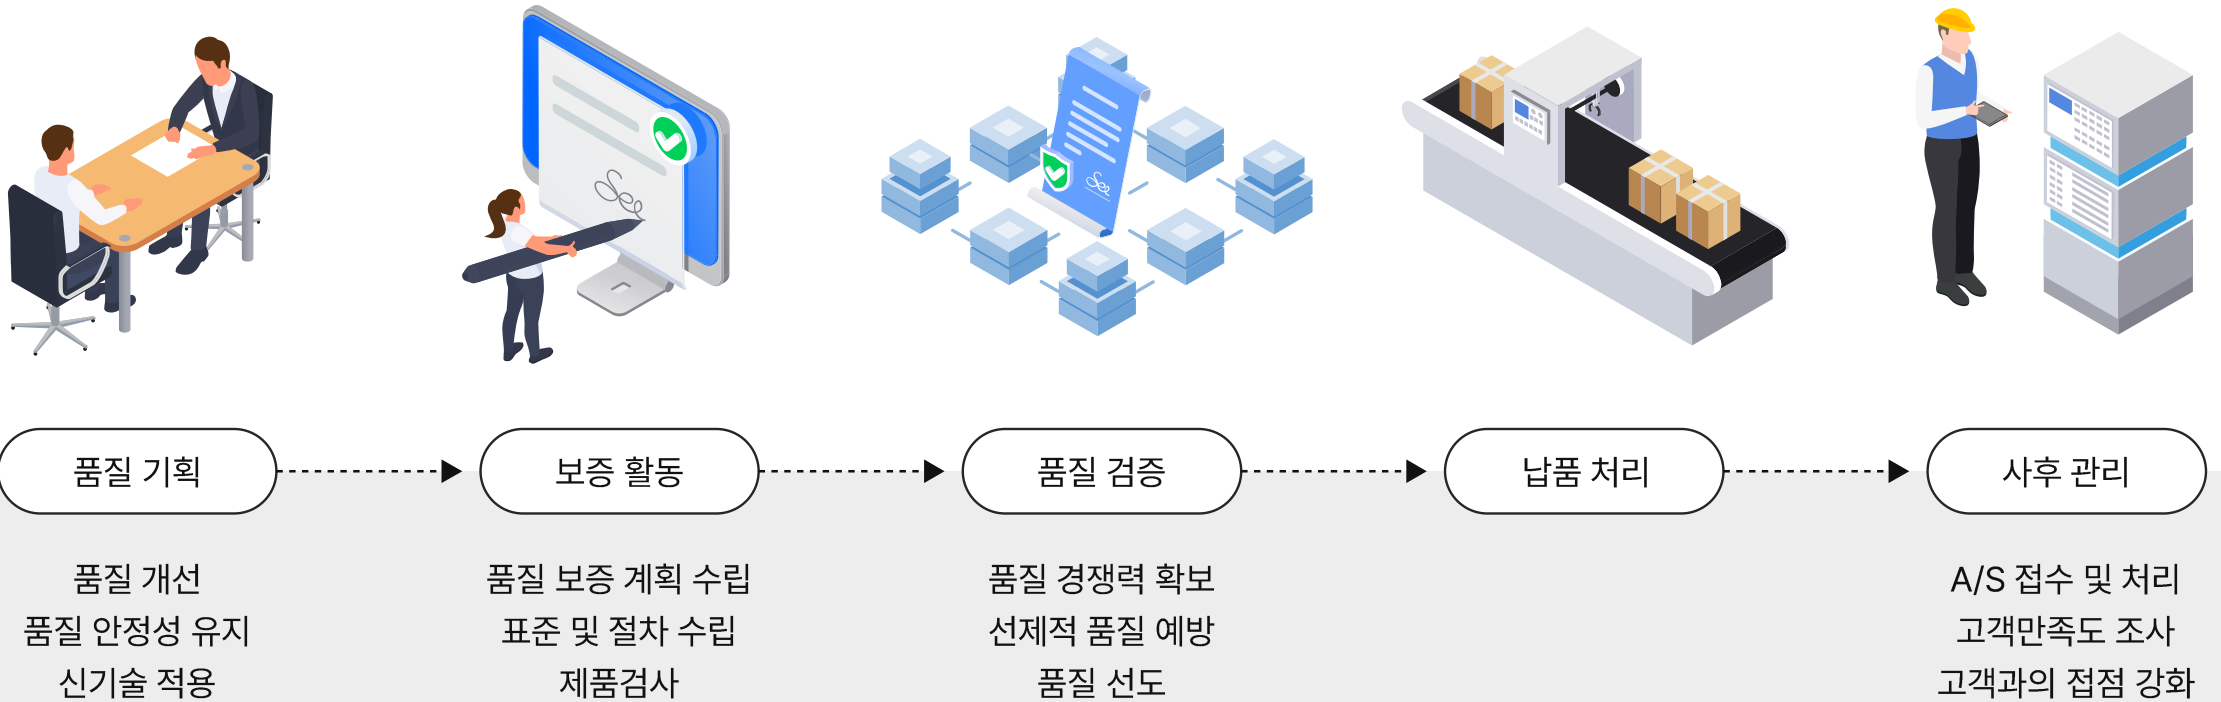 품질 기획
보증 활동
품질 검증
납품 처리
사후 관리
품질 개선
품질 안정성 유지
신기술 적용
품질 보증 계획 수립
표준 및 절차 수립
제품검사
품질 경쟁력 확보
선제적 품질 예방
품질 선도
A/S 접수 및 처리
고객만족도 조사
고객과의 접점 강화